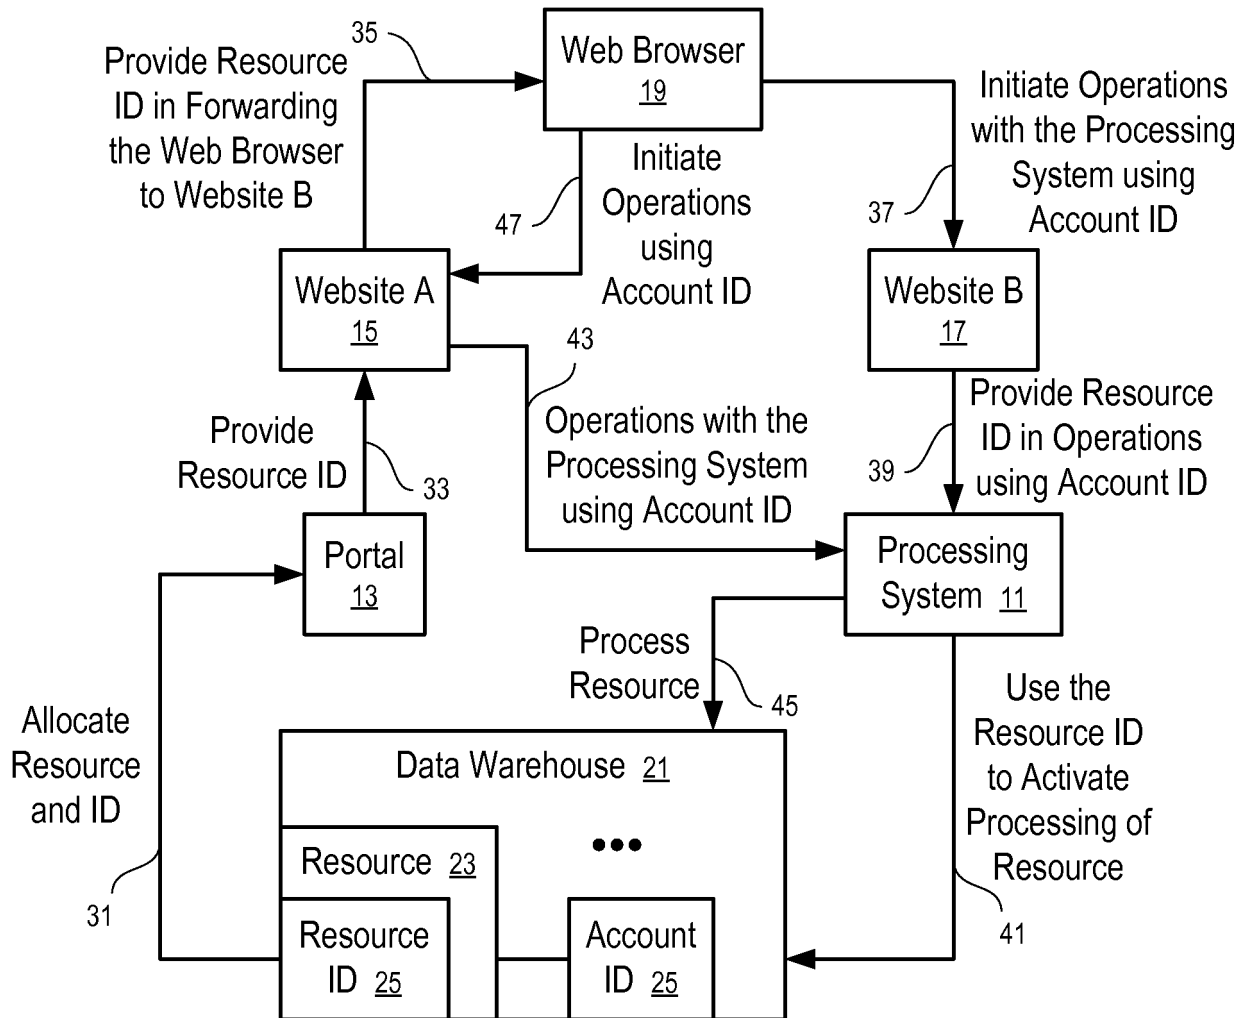 35
Web Browser
19
Provide Resource
ID in Forwarding
the Web Browser
to Website B
Initiate Operations
with the Processing
System using
Account ID
Initiate
Operations
using
Account ID
47
37
Website A
15
Website B
17
43
Provide
Resource ID
33
Operations with the
Processing System
using Account ID
39
Provide Resource
ID in Operations
using Account ID
Portal
13
Processing
System 11
Process
Resource
45
Allocate
Resource
and ID
31
Use the
Resource ID
to Activate
Processing of
Resource
41
Data Warehouse 21
•••
Resource 23
Resource
ID 25
Account
ID 25